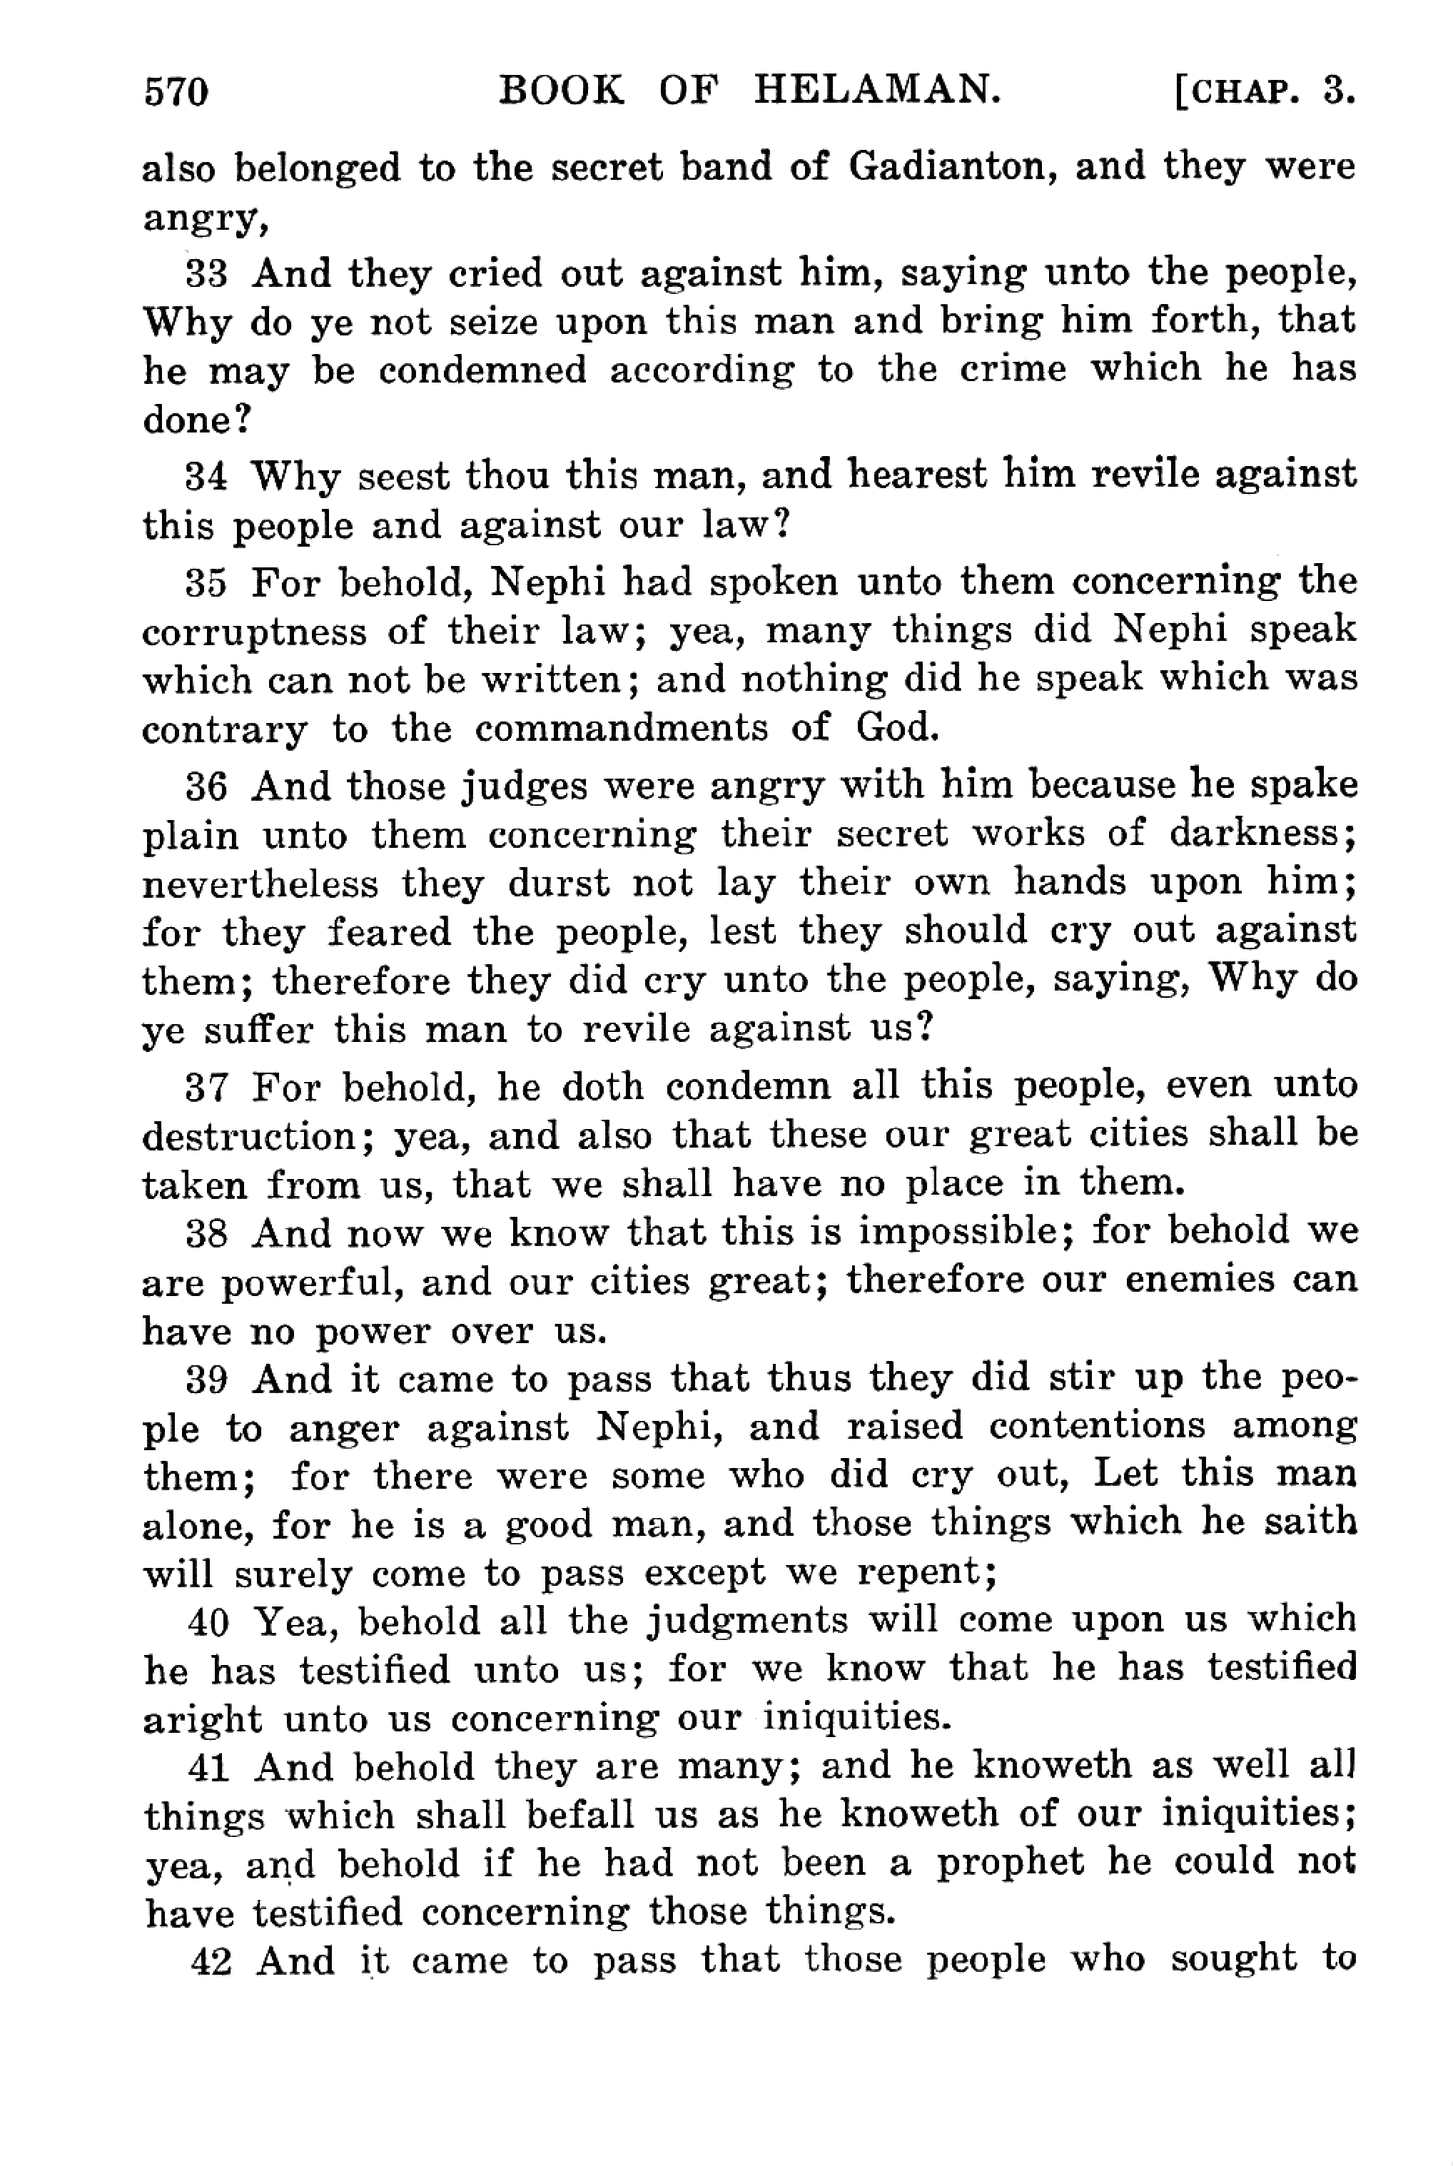 570 BOOK OF HELAMAN. [CHAP. 3.
also belonged to the secret band of Gadianton, and they were
angry,
33 And they cried out against him, saying unto the people,
Why do ye not seize upon this man and bring him forth, that
he may be condemned according to the crime which he has
done?
34 Why seest thou this man, and hearest him revile against
this people and against our law?
35 For behold, Nephi had spoken unto them concerning the
corruptness of their law; yea, many things did Nephi speak
which can not be written; and nothing did he speak which was
contrary to the commandments of God.
36 And those judges were angry with him because he spake
plain unto them concerning their secret works of darkness;
nevertheless they durst not lay their own hands upon him;
for they feared the people, lest they should cry out against
them; therefore they did cry unto the people, saying, Why do
ye suffer this man to revile against us?
37 For behold, he doth condemn all this people, even unto
destruction; yea, and also that these our great cities shall be
taken from us, that we shall have no place in them.
38 And now we know that this is impossible; for behold we
are powerful, and our cities great; therefore our enemies can
have no power over us.
39 And it came to pass that thus they did stir up the peo-
ple to anger against Nephi, and raised contentions among
them; for there were some who did cry out, Let this man
alone, for he is a good man, and those things which he saith
will surely come to pass except we repent;
40 Yea, behold all the judgments will come upon us which
he has testified unto us; for we know that he has testified
aright unto us concerning our iniquities.
41 And behold they are many; and he knoweth as well all
things which shall befall us as he knoweth of our iniquities;
yea, and behold if he had not been a prophet he could not
have testified concerning those things.
42 And it came to pass that those people who sought to